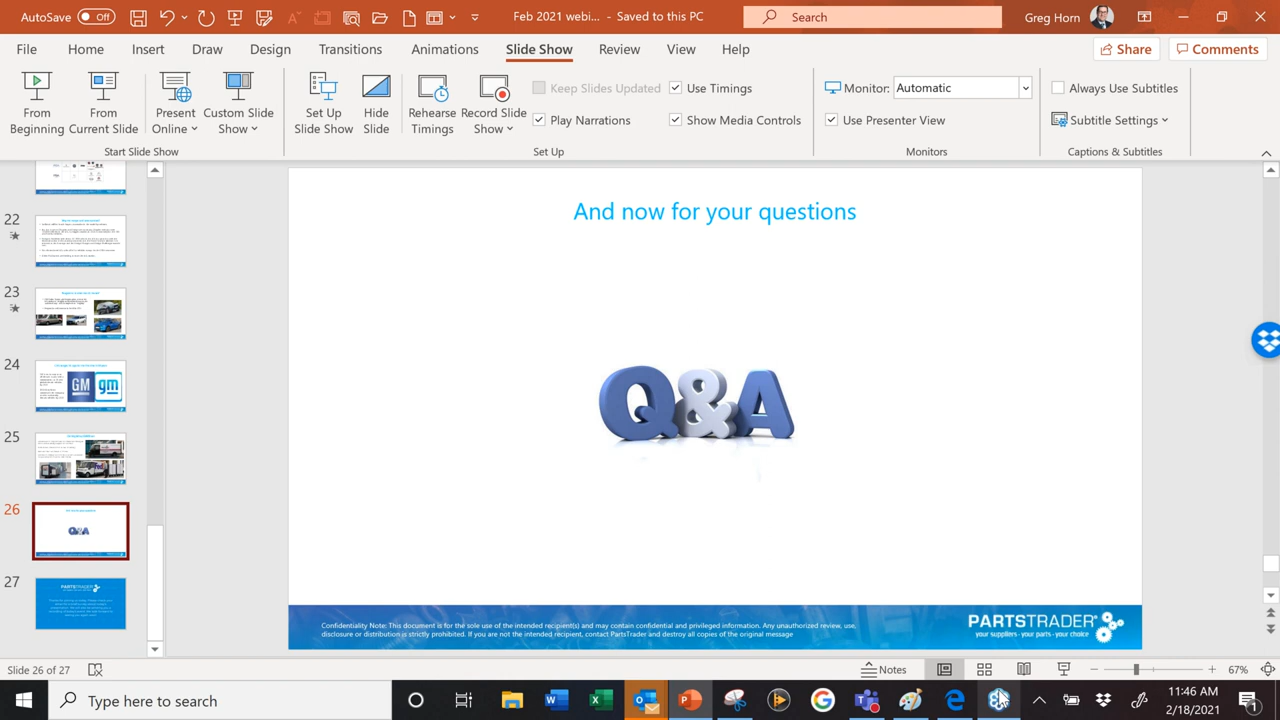 AutoSave Off Feb 2021 webi... - Saved to this PC Search Greg Horn
File Home Insert Draw Design Transitions Animations Slide Show Review View Help Share Comments
From Beginning
From Current Slide
Present Online
Custom Slide Show
Start Slide Show
Set Up Slide Show
Hide Slide
Rehearse Timings
Record Slide Show
Keep Slides Updated
Use Timings
Play Narrations
Show Media Controls
Set Up
Monitor: Automatic
Use Presenter View
Monitors
Always Use Subtitles
Subtitle Settings
Captions & Subtitles
22
23
24
GM gm
25
26
Q&A
27
PARTSTRADER
And now for your questions
Q&A
Confidentiality Note: This document is for the sole use of the intended recipient(s) and may contain confidential and privileged information. Any unauthorized review, use,
disclosure or distribution is strictly prohibited. If you are not the intended recipient, contact PartsTrader and destroy all copies of the original message
PARTSTRADER
your suppliers · your parts · your choice
Slide 26 of 27 Notes 67%
Type here to search
11:46 AM
2/18/2021
1